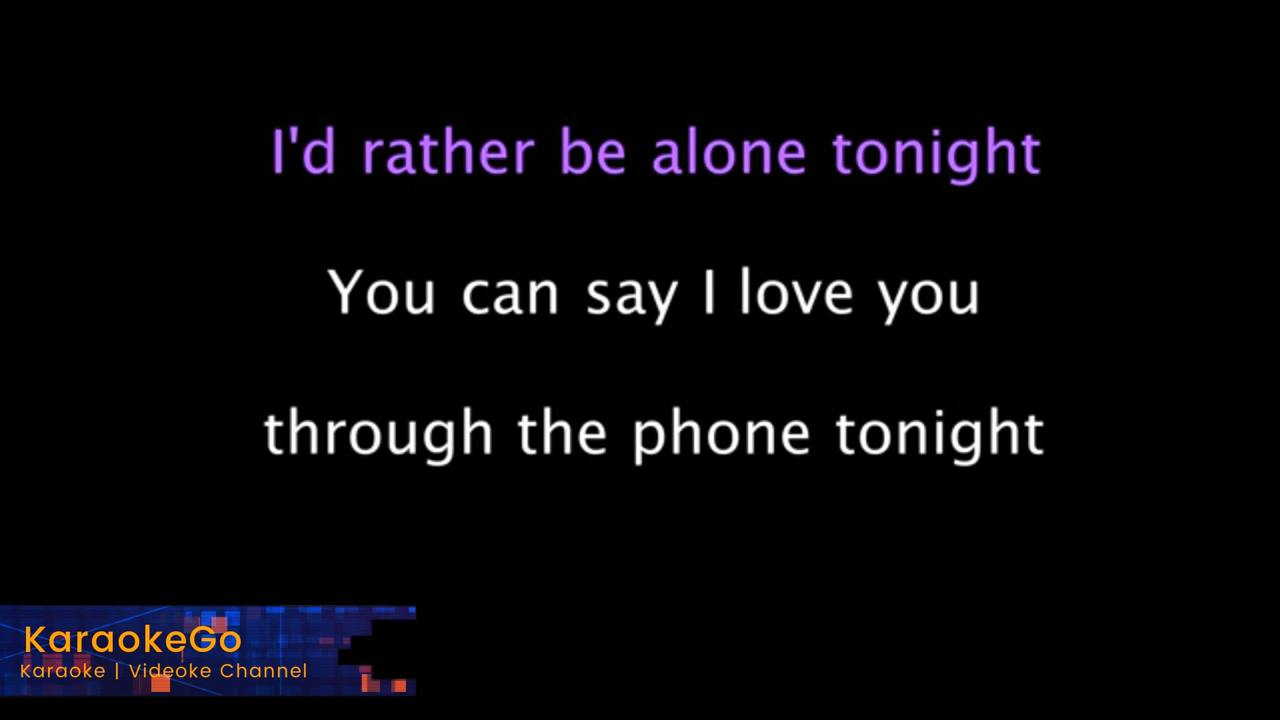 I'd rather be alone tonight
You can say I love you
through the phone tonight
KaraokeGo
Karaoke | Videoke Channel